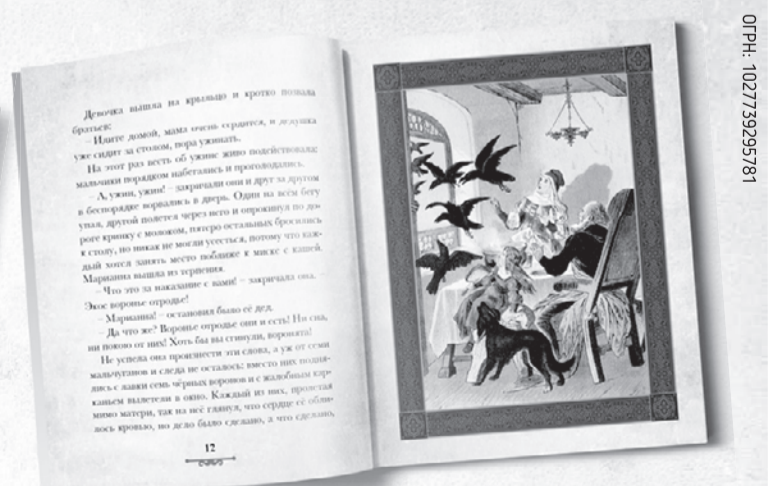 Девочка вышла на крыльцо и кротко позвала
братьев:
– Идите домой, мама очень сердится, и дедушка
уже сидит за столом, пора ужинать.
На этот раз весть об ужине живо подействовала;
мальчики порядком набегались и проголодались.
– А, ужин, ужин! – закричали они и друг за другом
в беспорядке ворвались в дверь. Один на всём бегу
упал, другой полетел через него и опрокинул по до-
роге кринку с молоком, пятеро остальных бросились
к столу, но никак не могли усесться, потому что каж-
дый хотел занять место поближе к миске с кашей.
Марианна вышла из терпения.
– Что это за наказание с вами! – закричала она. –
Экое воронье отродье!
– Марианна! – остановил было её дед.
– Да что же? Воронье отродье они и есть! Ни сна,
ни покою от них! Хоть бы вы сгинули, воронята!
Не успела она произнести эти слова, а уж от семи
мальчуганов и следа не осталось: вместо них подня-
лись с лавки семь чёрных воронов и с жалобным кар-
каньем вылетели в окно. Каждый из них, пролетая
мимо матери, так на неё глянул, что сердце её обли-
лось кровью, но дело было сделано, а что сделано,
12
ОГРН: 1027739295781